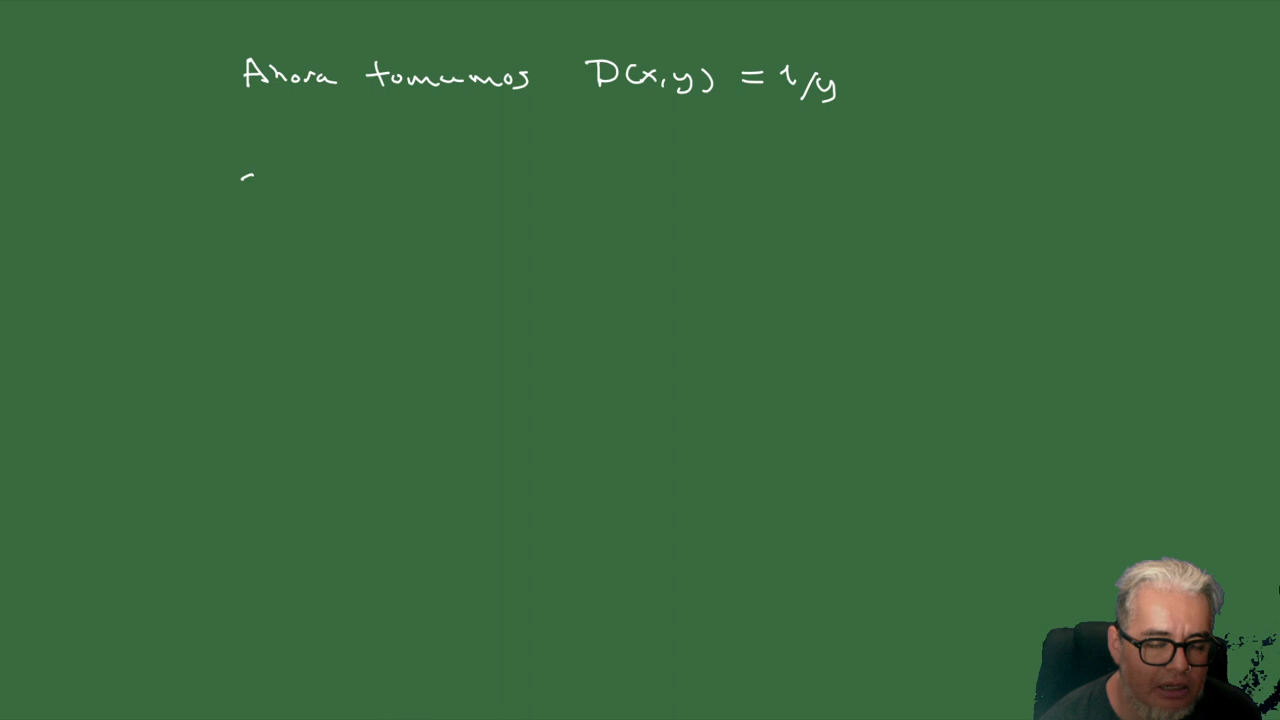 Ahora tomamos D(x,y) = 1/y